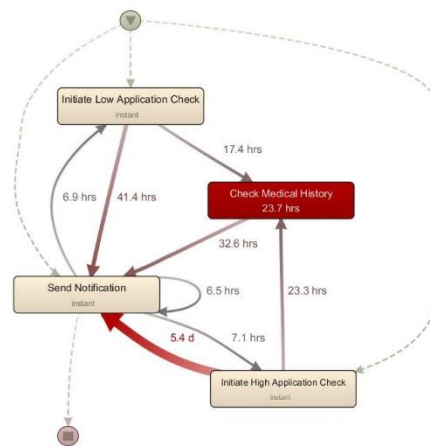 Initiate Low Application Check
instant
17.4 hrs
6.9 hrs
41.4 hrs
Check Medical History
23.7 hrs
32.6 hrs
Send Notification
instant
6.5 hrs
23.3 hrs
5.4 d
7.1 hrs
Initiate High Application Check
instant